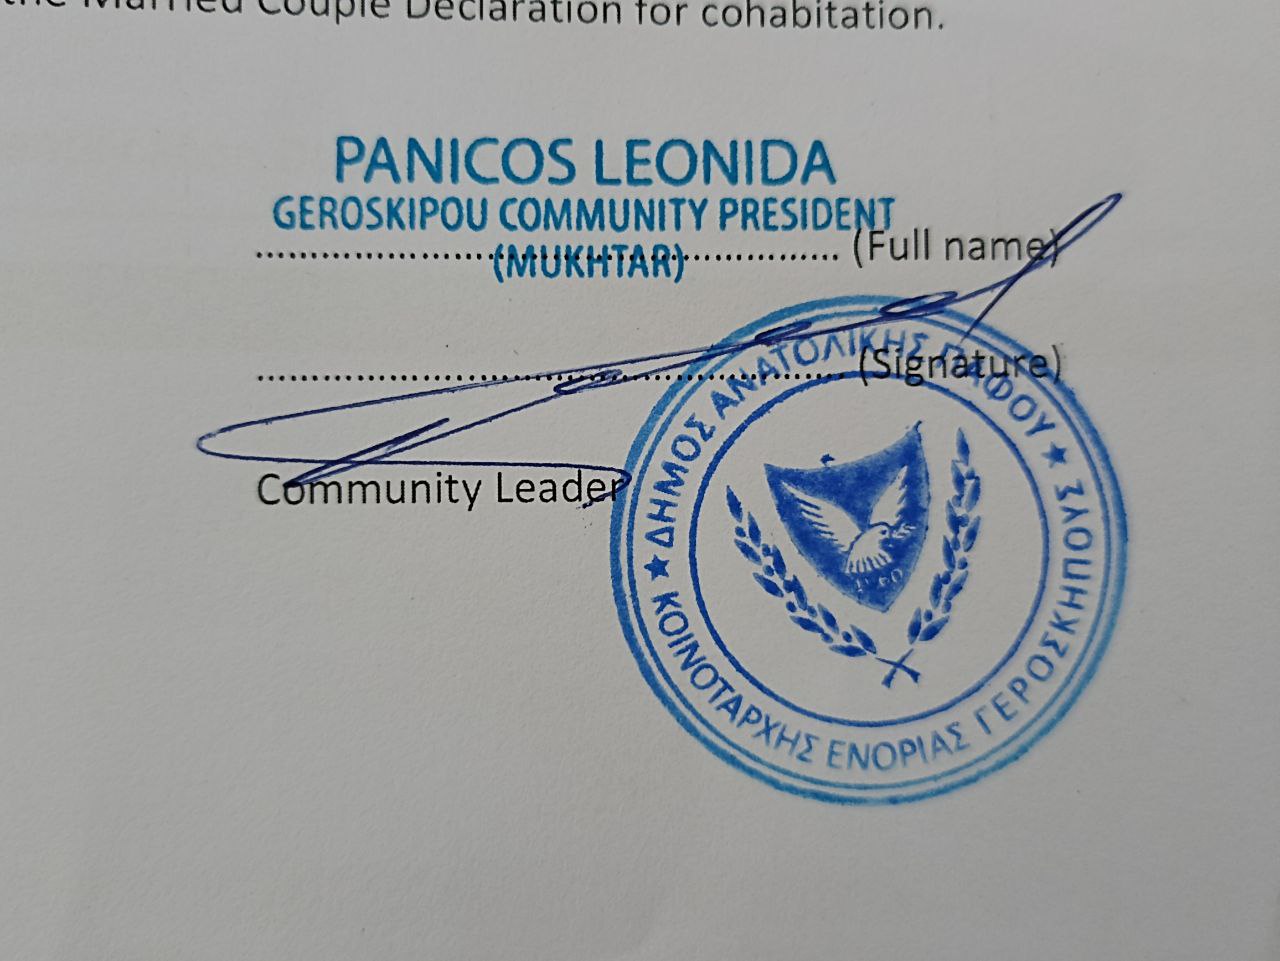 the Married Couple Declaration for cohabitation.
PANICOS LEONIDA
GEROSKIPOU COMMUNITY PRESIDENT
(MUKHTAR)
................................................................ (Full name)
................................................................ (Signature)
Community Leader
★ ΔΗΜΟΣ ΑΝΑΤΟΛΙΚΗΣ ΠΑΦΟΥ ★
ΚΟΙΝΟΤΑΡΧΗΣ ΕΝΟΡΙΑΣ ΓΕΡΟΣΚΗΠΟΥΣ
1960